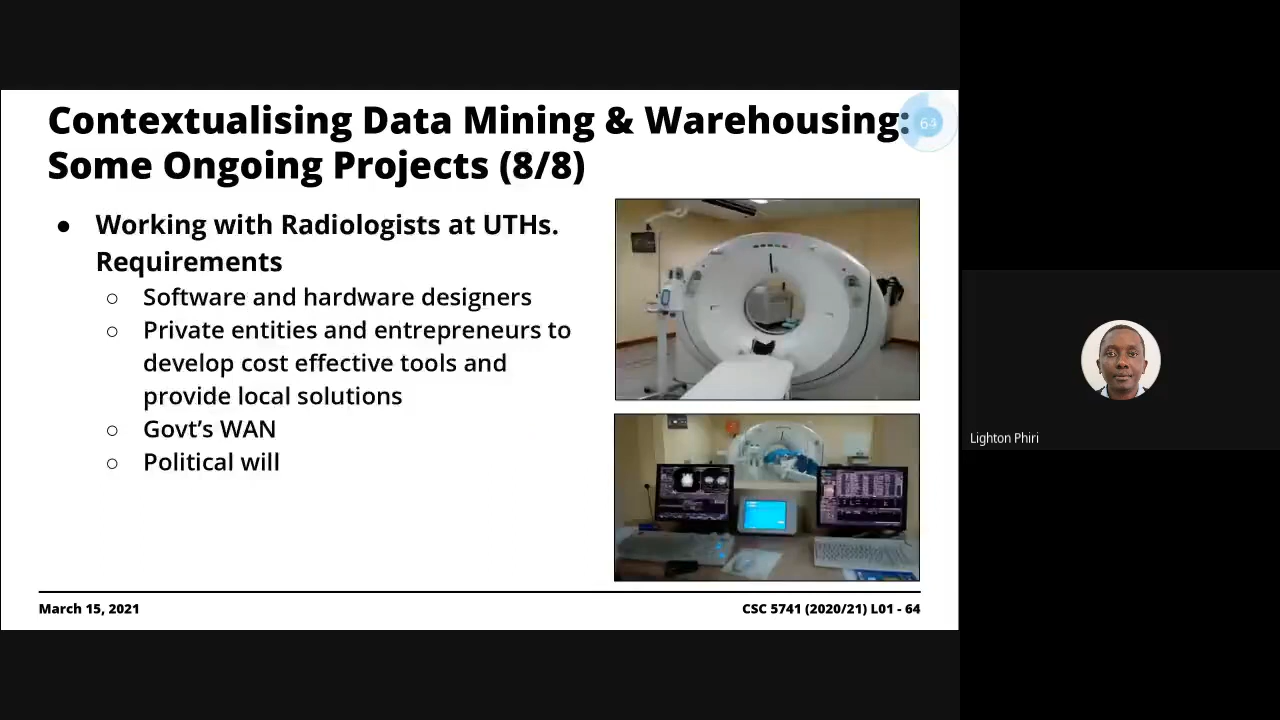 Contextualising Data Mining & Warehousing:
64
Some Ongoing Projects (8/8)
● Working with Radiologists at UTHs.
Requirements
○ Software and hardware designers
○ Private entities and entrepreneurs to
develop cost effective tools and
provide local solutions
○ Govt’s WAN
○ Political will
March 15, 2021
CSC 5741 (2020/21) L01 - 64
Lighton Phiri